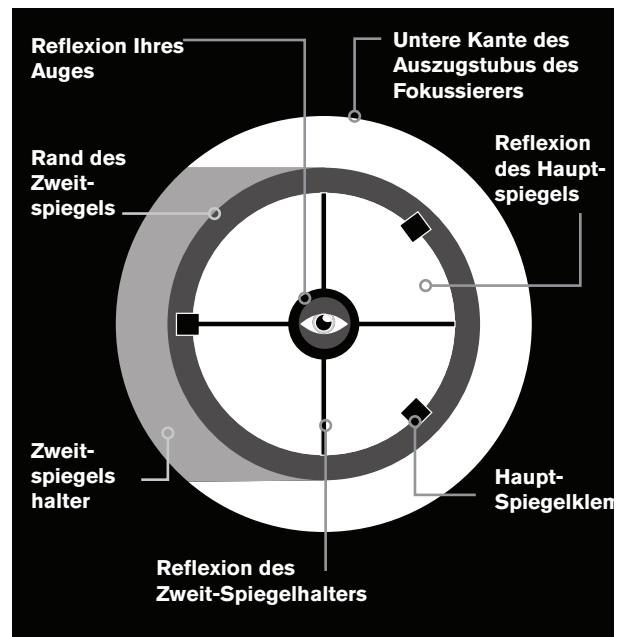 Reflexion Ihres
Auges
Untere Kante des
Auszugstubus des
Fokussierers
Reflexion
des Haupt-
spiegels
Rand des
Zweit-
spiegels
Zweit-
spiegels
halter
Haupt-
Spiegelklem
Reflexion des
Zweit-Spiegelhalters